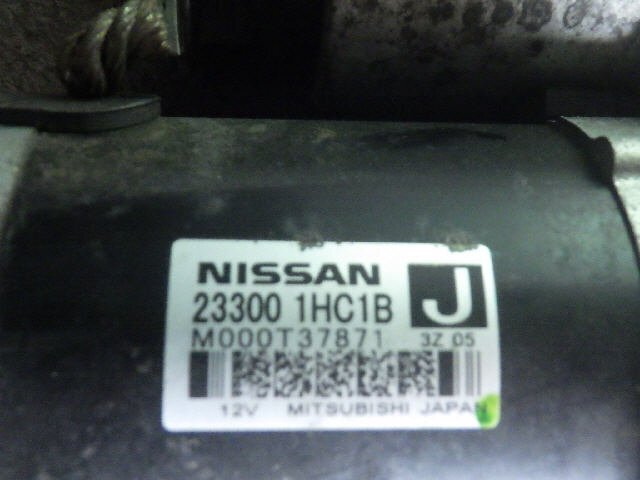 NISSAN J
23300 1HC1B
M000T37871 3Z 05
12V MITSUBISHI JAPAN